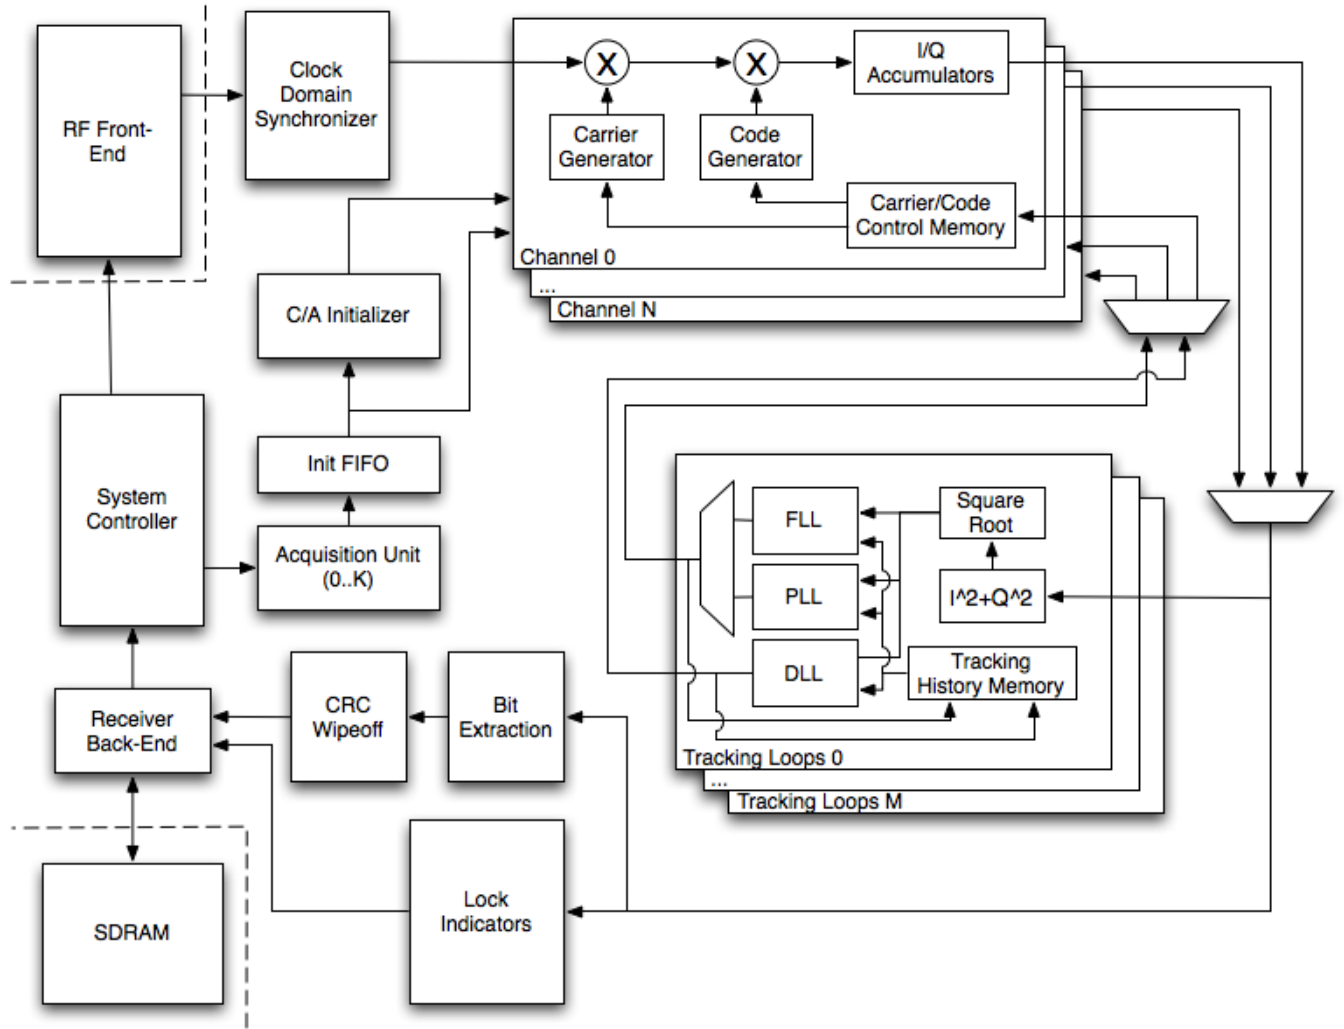 RF Front-
End
Clock
Domain
Synchronizer
X
X
I/Q
Accumulators
Carrier
Generator
Code
Generator
Carrier/Code
Control Memory
Channel 0
...
Channel N
C/A Initializer
Init FIFO
System
Controller
Acquisition Unit
(0..K)
FLL
Square
Root
PLL
I^2+Q^2
DLL
Tracking
History Memory
Tracking Loops 0
...
Tracking Loops M
Receiver
Back-End
CRC
Wipeoff
Bit
Extraction
Lock
Indicators
SDRAM